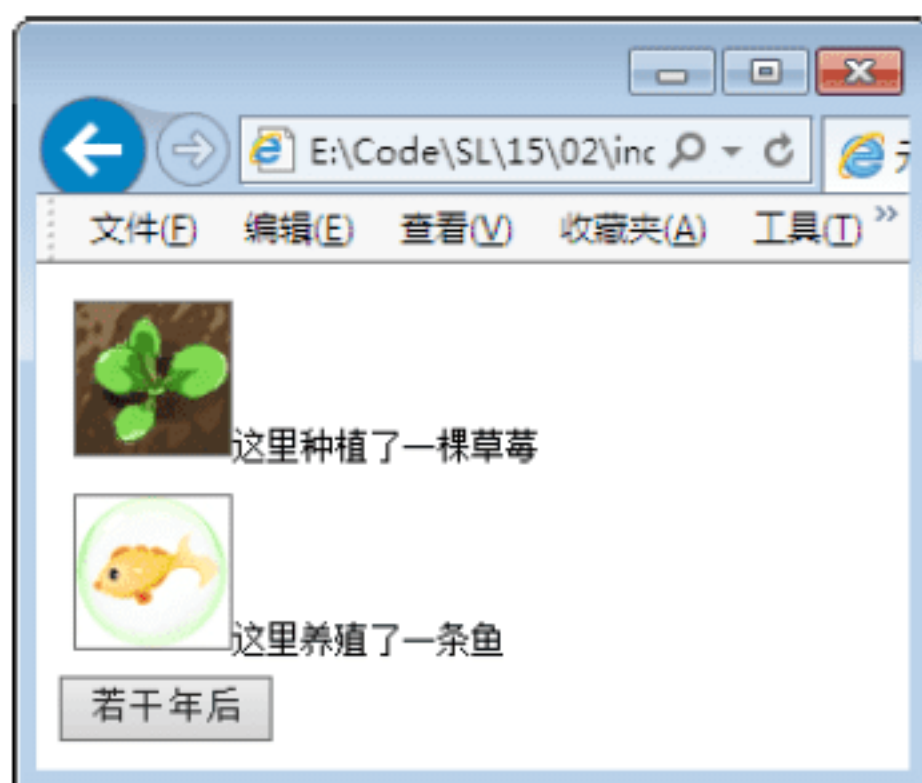 E:\Code\SL\15\02\inc
文件(F) 编辑(E) 查看(V) 收藏夹(A) 工具(T) »
这里种植了一棵草莓
这里养殖了一条鱼
若干年后